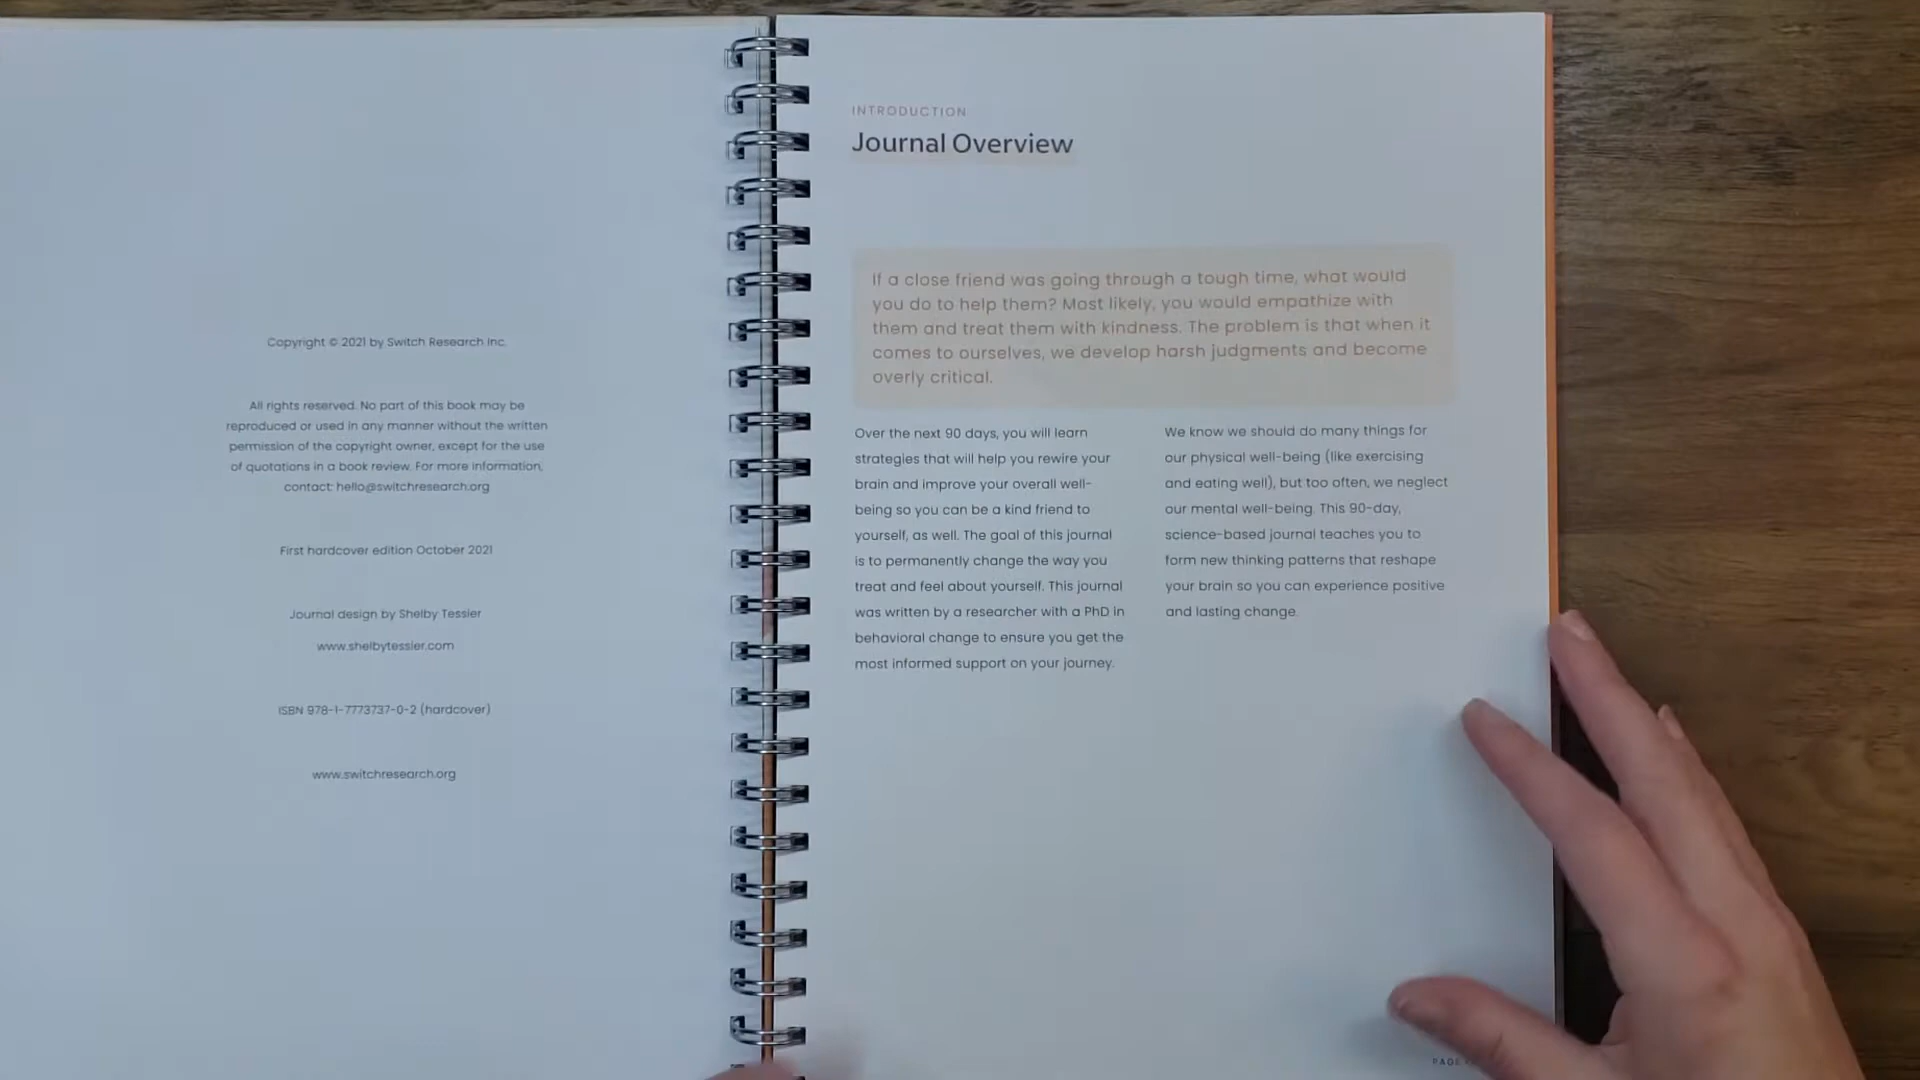 Copyright © 2021 by Switch Research Inc.
All rights reserved. No part of this book may be
reproduced or used in any manner without the written
permission of the copyright owner, except for the use
of quotations in a book review. For more information,
contact: hello@switchresearch.org
First hardcover edition October 2021
Journal design by Shelby Tessier
www.shelbytessier.com
ISBN 978-1-7773737-0-2 (hardcover)
www.switchresearch.org
INTRODUCTION
Journal Overview
If a close friend was going through a tough time, what would
you do to help them? Most likely, you would empathize with
them and treat them with kindness. The problem is that when it
comes to ourselves, we develop harsh judgments and become
overly critical.
Over the next 90 days, you will learn
strategies that will help you rewire your
brain and improve your overall well-
being so you can be a kind friend to
yourself, as well. The goal of this journal
is to permanently change the way you
treat and feel about yourself. This journal
was written by a researcher with a PhD in
behavioral change to ensure you get the
most informed support on your journey.
We know we should do many things for
our physical well-being (like exercising
and eating well), but too often, we neglect
our mental well-being. This 90-day,
science-based journal teaches you to
form new thinking patterns that reshape
your brain so you can experience positive
and lasting change.
PAGE